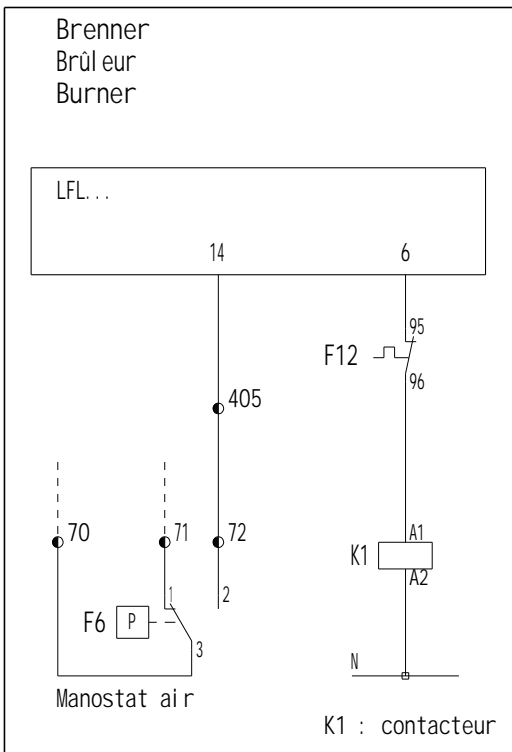 Brenner
Brûleur
Burner
LFL...
14 6
95
F12
96
405
70 71 72
A1
K1
A2
1 2
F6 P
3
N
Manostat air
K1 : contacteur